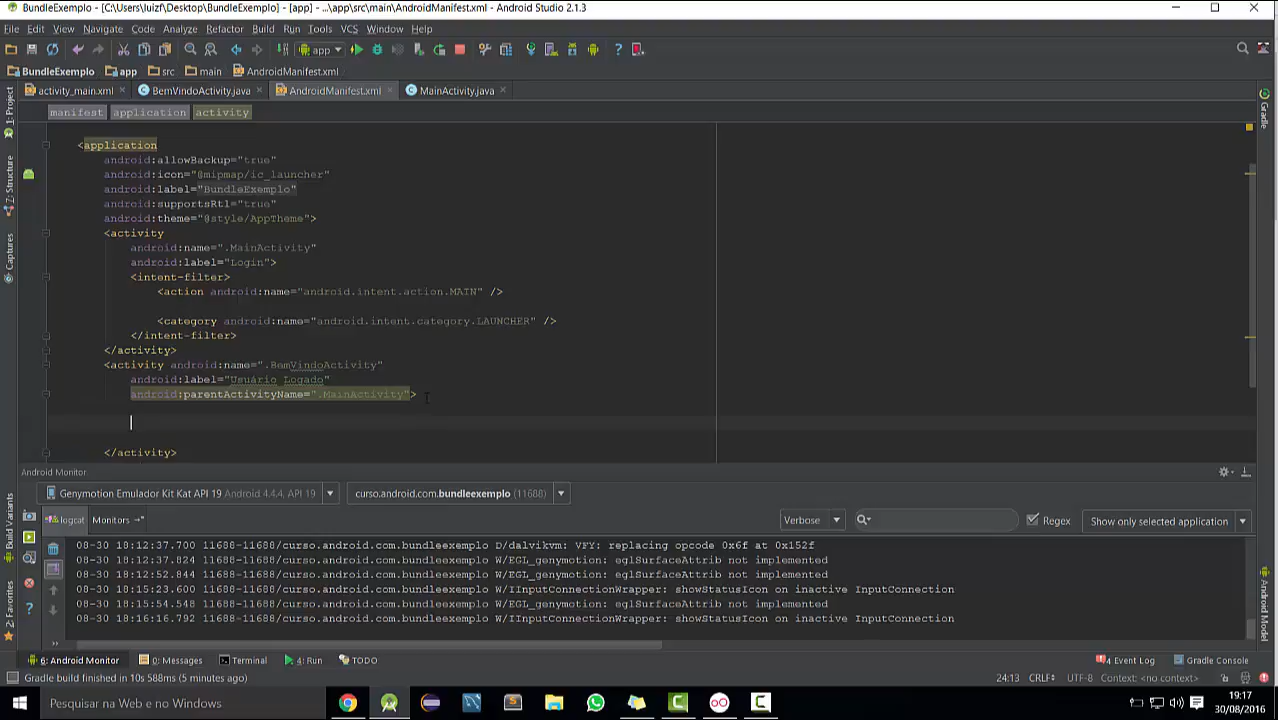 BundleExemplo - [C:\Users\luizf\Desktop\BundleExemplo] - [app] - ...\app\src\main\AndroidManifest.xml - Android Studio 2.1.3
File Edit View Navigate Code Analyze Refactor Build Run Tools VCS Window Help
app
BundleExemplo app src main AndroidManifest.xml
activity_main.xml BemVindoActivity.java AndroidManifest.xml MainActivity.java
manifest application activity
<application
android:allowBackup="true"
android:icon="@mipmap/ic_launcher"
android:label="BundleExemplo"
android:supportsRtl="true"
android:theme="@style/AppTheme">
<activity
android:name=".MainActivity"
android:label="Login">
<intent-filter>
<action android:name="android.intent.action.MAIN" />
<category android:name="android.intent.category.LAUNCHER" />
</intent-filter>
</activity>
<activity android:name=".BemVindoActivity"
android:label="Usuário Logado"
android:parentActivityName=".MainActivity">
</activity>
1: Project
7: Structure
Captures
Build Variants
2: Favorites
Gradle
Android Model
Android Monitor
Genymotion Emulador Kit Kat API 19 Android 4.4.4, API 19 curso.android.com.bundleexemplo (11688)
logcat Monitors Verbose Regex Show only selected application
08-30 18:12:37.700 11688-11688/curso.android.com.bundleexemplo D/dalvikvm: VFY: replacing opcode 0x6f at 0x152f
08-30 18:12:37.824 11688-11688/curso.android.com.bundleexemplo W/EGL_genymotion: eglSurfaceAttrib not implemented
08-30 18:12:52.844 11688-11688/curso.android.com.bundleexemplo W/EGL_genymotion: eglSurfaceAttrib not implemented
08-30 18:15:23.600 11688-11688/curso.android.com.bundleexemplo W/IInputConnectionWrapper: showStatusIcon on inactive InputConnection
08-30 18:15:54.548 11688-11688/curso.android.com.bundleexemplo W/EGL_genymotion: eglSurfaceAttrib not implemented
08-30 18:16:16.792 11688-11688/curso.android.com.bundleexemplo W/IInputConnectionWrapper: showStatusIcon on inactive InputConnection
6: Android Monitor 0: Messages Terminal 4: Run TODO 4 Event Log Gradle Console
Gradle build finished in 10s 588ms (5 minutes ago) 24:13 CRLF UTF-8 Context: <no context>
Pesquisar na Web e no Windows
19:17
30/08/2016